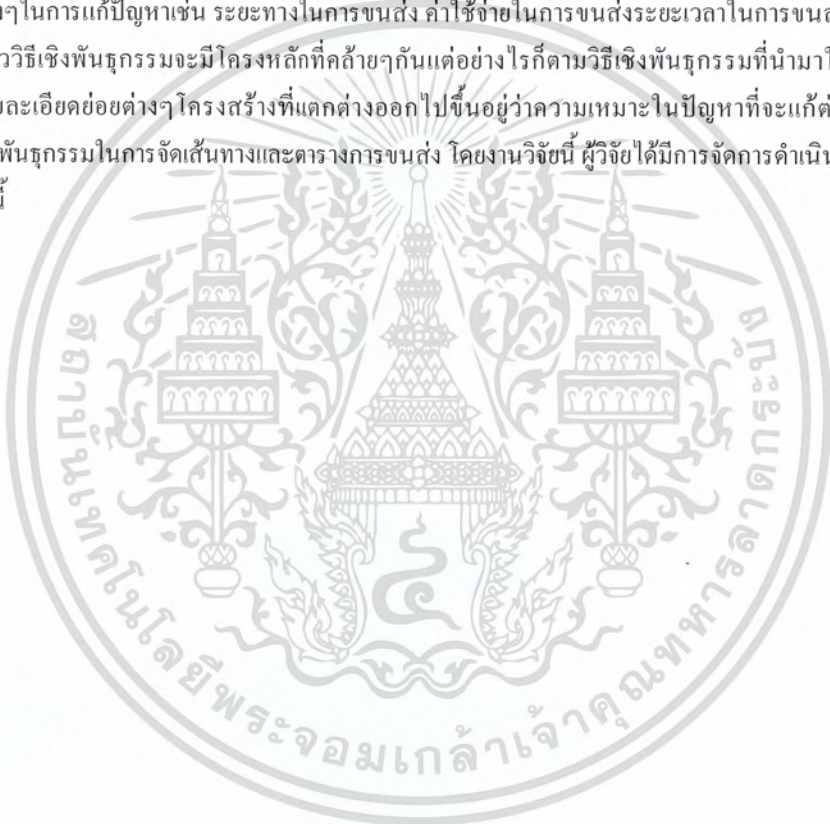 งๆในการแก้ปัญหาเช่น ระยะทางในการขนส่ง ค่าใช้จ่ายในการขนส่งระยะเวลาในการขนส
ววิธีเชิงพันธุกรรมจะมีโครงหลักที่คล้ายๆกันแต่อย่างไรก็ตามวิธีเชิงพันธุกรรมที่นำมาใ
ละเอียดย่อยต่างๆโครงสร้างที่แตกต่างออกไปขึ้นอยู่ว่าความเหมาะในปัญหาที่จะแก้ต่
พันธุกรรมในการจัดเส้นทางและตารางการขนส่ง โดยงานวิจัยนี้ ผู้วิจัยได้มีการจัดการดำเนิน
นี้
สถาบันเทคโนโลยีพระจอมเกล้าเจ้าคุณทหารลาดกระบัง
๔